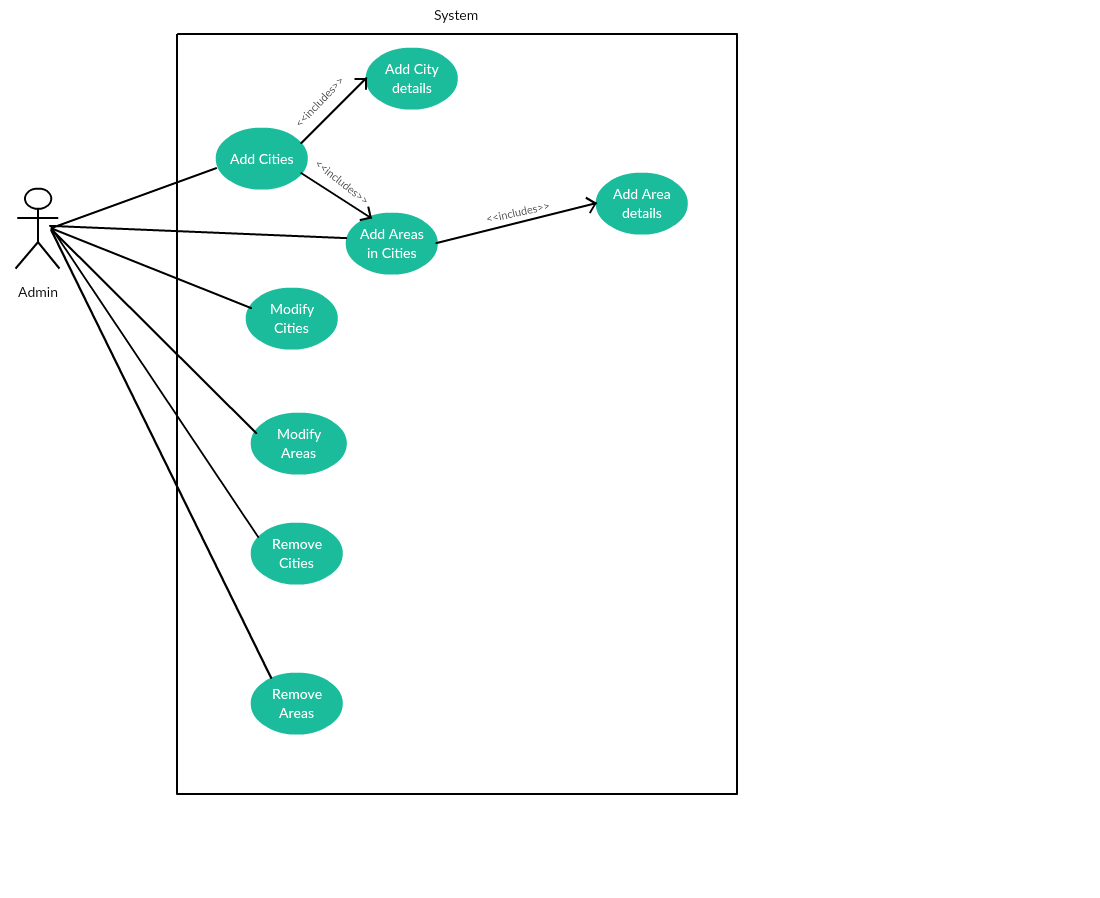 System
Add City
details
<<includes>>
Add Cities
<<includes>>
Add Area
details
<<includes>>
Add Areas
in Cities
Admin
Modify
Cities
Modify
Areas
Remove
Cities
Remove
Areas